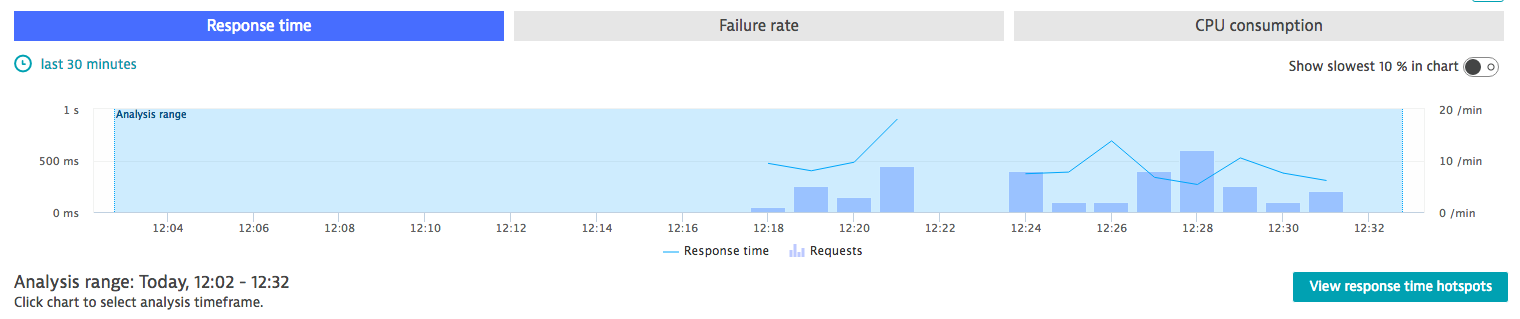 Response time Failure rate CPU consumption
last 30 minutes Show slowest 10 % in chart
1 s Analysis range 20 /min
500 ms 10 /min
0 ms 0 /min
12:04 12:06 12:08 12:10 12:12 12:14 12:16 12:18 12:20 12:22 12:24 12:26 12:28 12:30 12:32
Response time Requests
Analysis range: Today, 12:02 - 12:32 View response time hotspots
Click chart to select analysis timeframe.